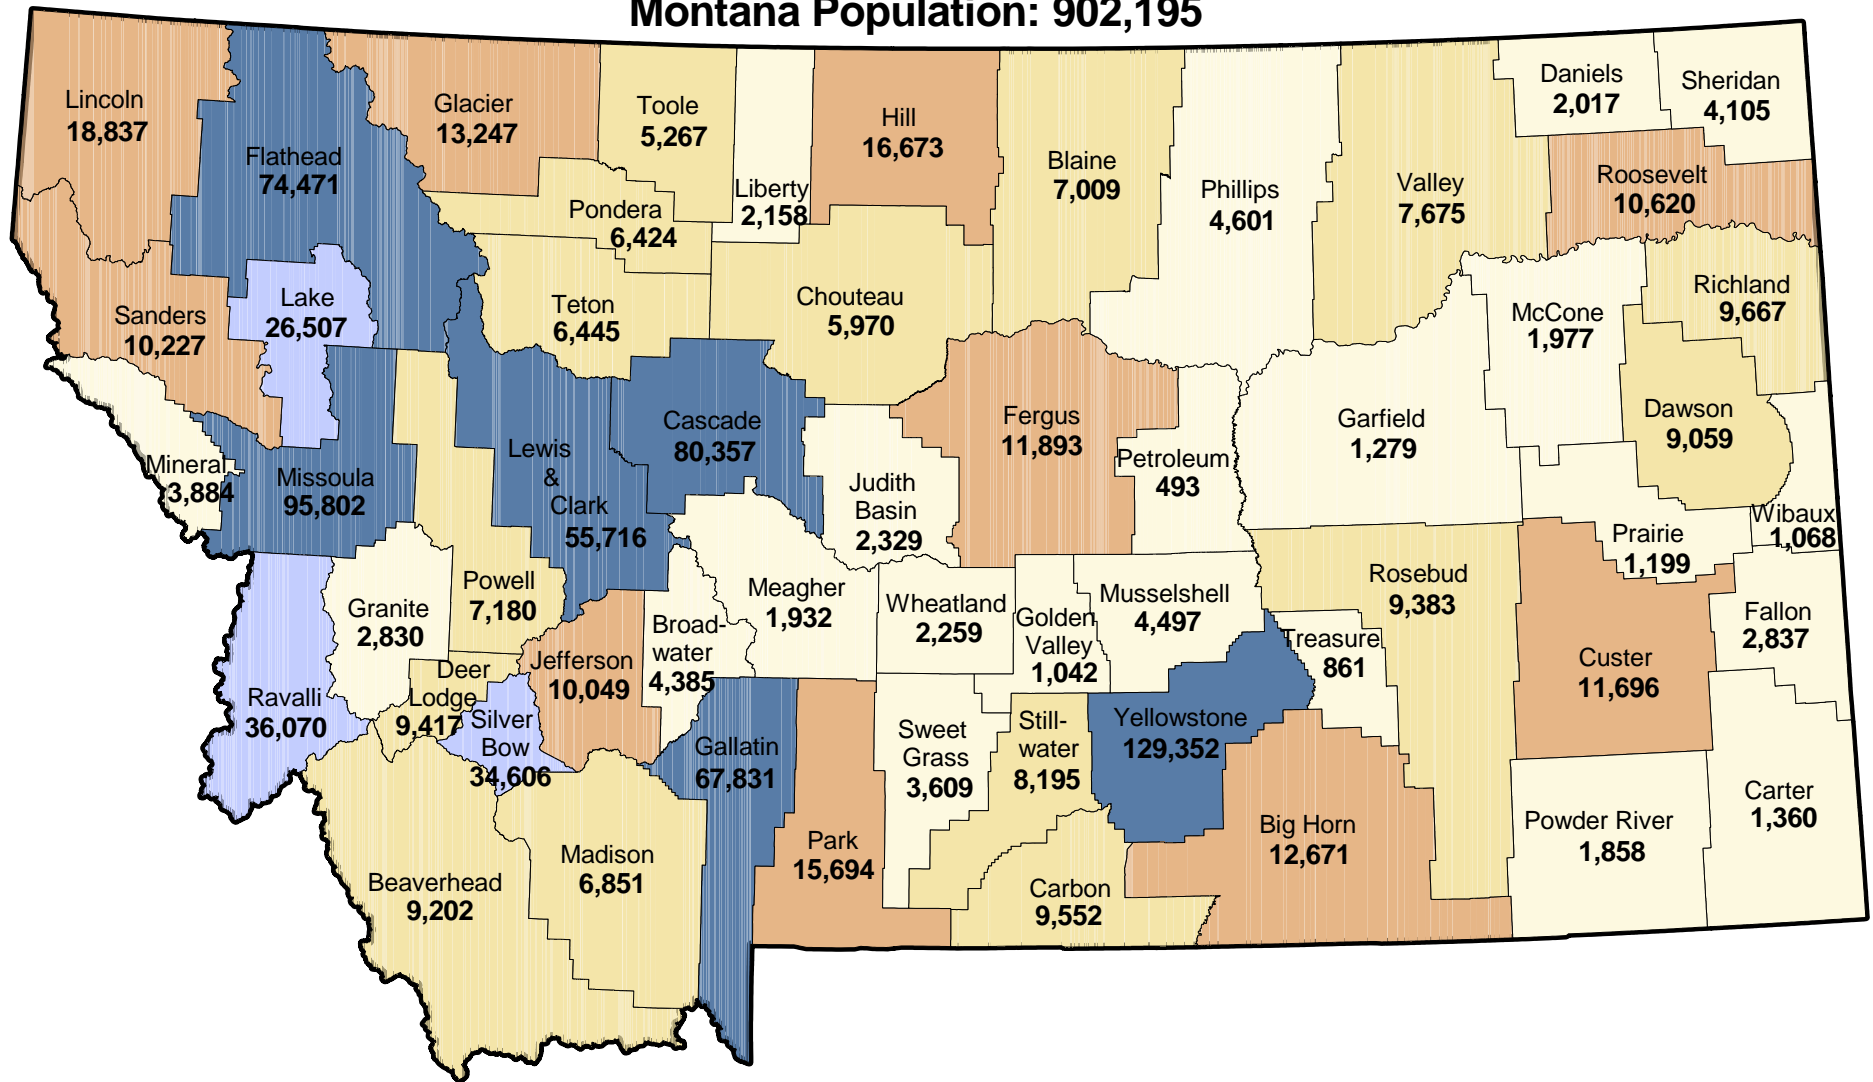 Montana Population: 902,195
Lincoln
18,837
Flathead
74,471
Glacier
13,247
Toole
5,267
Liberty
2,158
Hill
16,673
Blaine
7,009
Phillips
4,601
Valley
7,675
Daniels
2,017
Sheridan
4,105
Roosevelt
10,620
Pondera
6,424
Sanders
10,227
Lake
26,507
Teton
6,445
Chouteau
5,970
McCone
1,977
Richland
9,667
Mineral
3,884
Missoula
95,802
Lewis
&
Clark
55,716
Cascade
80,357
Judith
Basin
2,329
Fergus
11,893
Petroleum
493
Garfield
1,279
Dawson
9,059
Prairie
1,199
Wibaux
1,068
Ravalli
36,070
Granite
2,830
Powell
7,180
Deer
Lodge
9,417
Silver
Bow
34,606
Jefferson
10,049
Broad-
water
4,385
Meagher
1,932
Wheatland
2,259
Golden
Valley
1,042
Musselshell
4,497
Treasure
861
Rosebud
9,383
Custer
11,696
Fallon
2,837
Beaverhead
9,202
Madison
6,851
Gallatin
67,831
Park
15,694
Sweet
Grass
3,609
Still-
water
8,195
Carbon
9,552
Yellowstone
129,352
Big Horn
12,671
Powder River
1,858
Carter
1,360